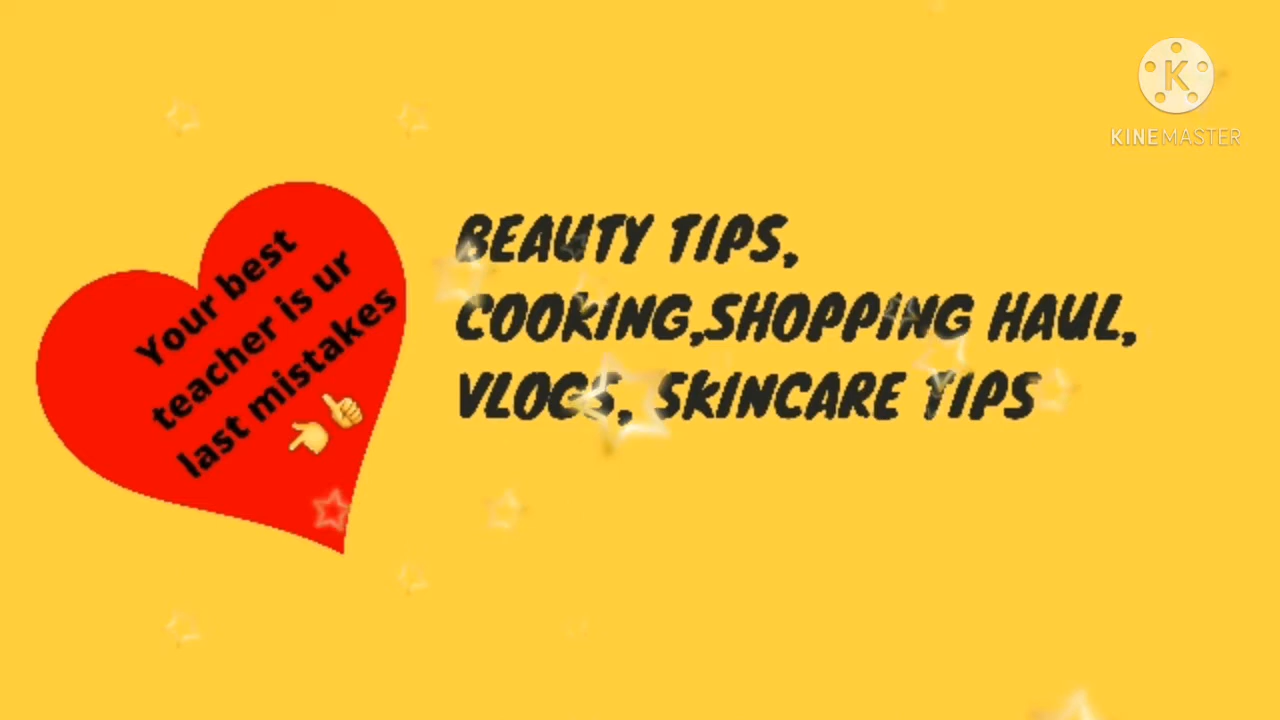 KINEMASTER
Your best
teacher is ur
last mistakes
BEAUTY TIPS,
COOKING,SHOPPING HAUL,
VLOGS, SKINCARE TIPS